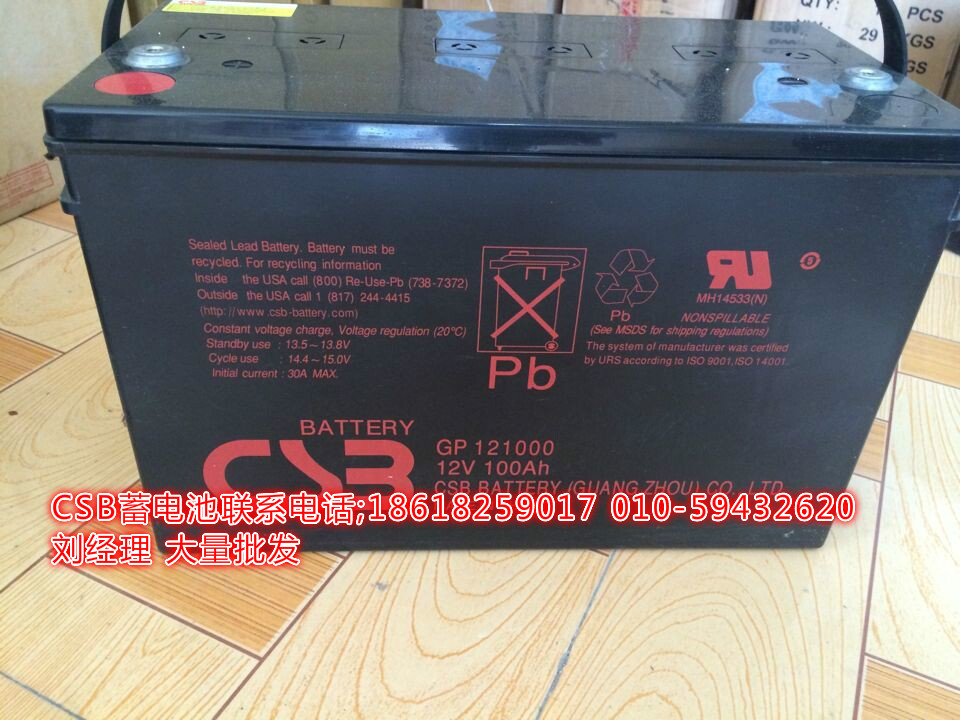 CSB
QTY: PCS
GW. 29 KGS
Sealed Lead Battery. Battery must be
recycled. For recycling information
Inside the USA call (800) Re-Use-Pb (738-7372)
Outside the USA call 1 (817) 244-4415
(http://www.csb-battery.com)
Constant voltage charge, Voltage regulation (20°C)
Standby use : 13.5~13.8V
Cycle use : 14.4~15.0V
Initial current : 30A MAX.
Pb
Pb
MH14533(N)
NONSPILLABLE
(See MSDS for shipping regulations)
The system of manufacturer was certified
by URS according to ISO 9001,ISO 14001.
BATTERY
CSB
GP 121000
12V 100Ah
CSB BATTERY (GUANG ZHOU) CO., LTD.
CSB蓄电池联系电话;18618259017 010-59432620
刘经理 大量批发